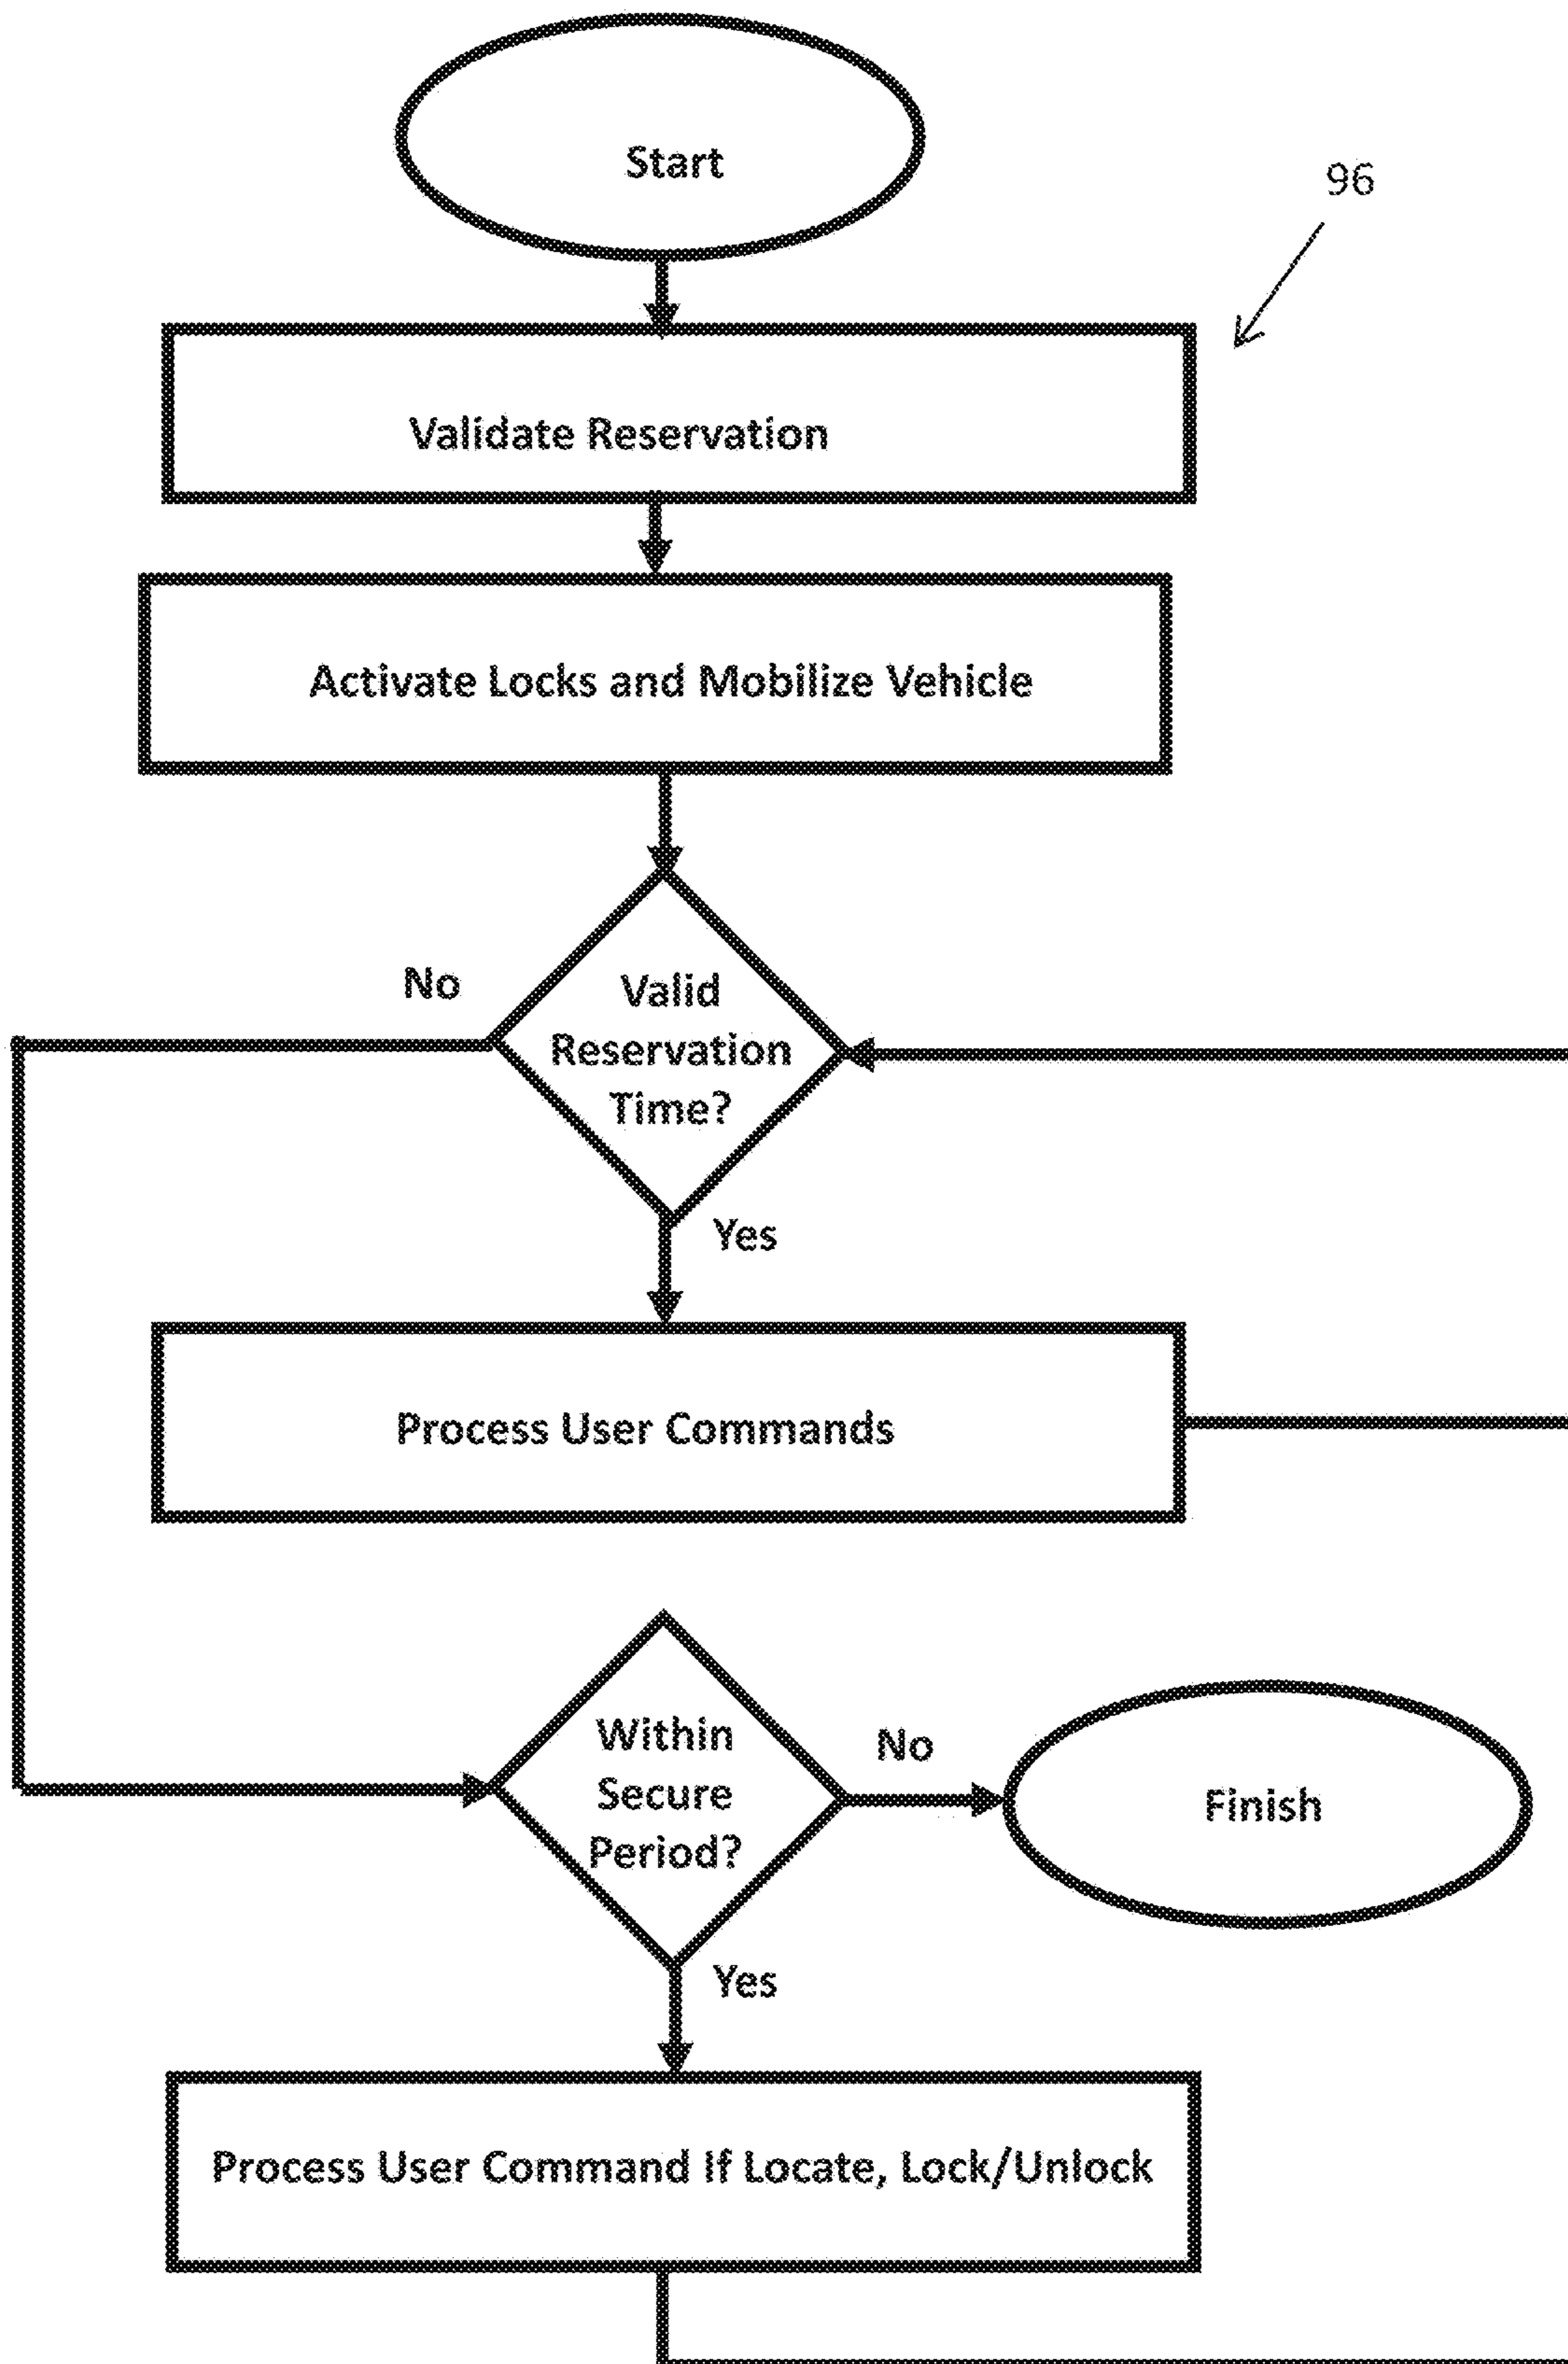 Start
96
Validate Reservation
Activate Locks and Mobilize Vehicle
No
Valid
Reservation
Time?
Yes
Process User Commands
Within
Secure
Period?
No
Finish
Yes
Process User Command If Locate, Lock/Unlock